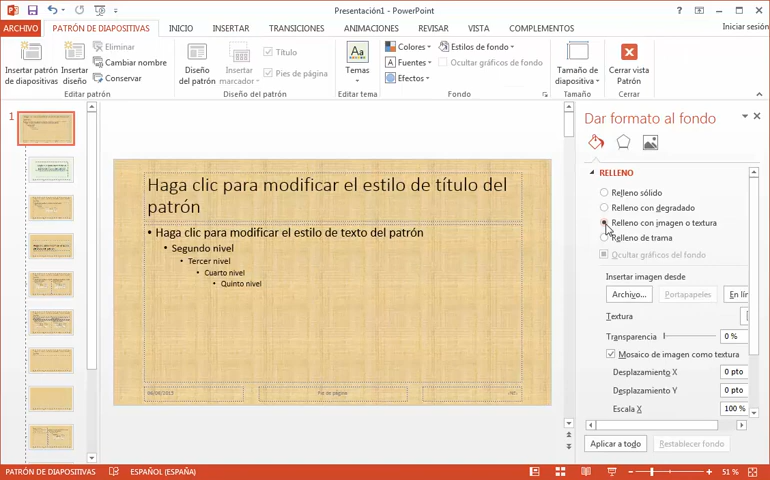 Presentación1 - PowerPoint
ARCHIVO
PATRÓN DE DIAPOSITIVAS
INICIO
INSERTAR
TRANSICIONES
ANIMACIONES
REVISAR
VISTA
COMPLEMENTOS
Iniciar sesión
Insertar patrón
de diapositivas
Insertar
diseño
Eliminar
Cambiar nombre
Conservar
Editar patrón
Diseño
del patrón
Insertar
marcador
Título
Pies de página
Diseño del patrón
Aa
Temas
Editar tema
Colores
Fuentes
Efectos
Estilos de fondo
Ocultar gráficos de fondo
Fondo
Tamaño de
diapositiva
Tamaño
Cerrar vista
Patrón
Cerrar
1
Haga clic para modificar el estilo de título del
patrón
• Haga clic para modificar el estilo de texto del patrón
• Segundo nivel
• Tercer nivel
• Cuarto nivel
• Quinto nivel
Pie de página
Dar formato al fondo
RELLENO
Relleno sólido
Relleno con degradado
Relleno con imagen o textura
Relleno de trama
Ocultar gráficos del fondo
Insertar imagen desde
Archivo...
Portapapeles
En lín
Textura
Transparencia
0 %
Mosaico de imagen como textura
Desplazamiento X
0 pto
Desplazamiento Y
0 pto
Escala X
100 %
Aplicar a todo
Restablecer fondo
PATRÓN DE DIAPOSITIVAS
ESPAÑOL (ESPAÑA)
51 %